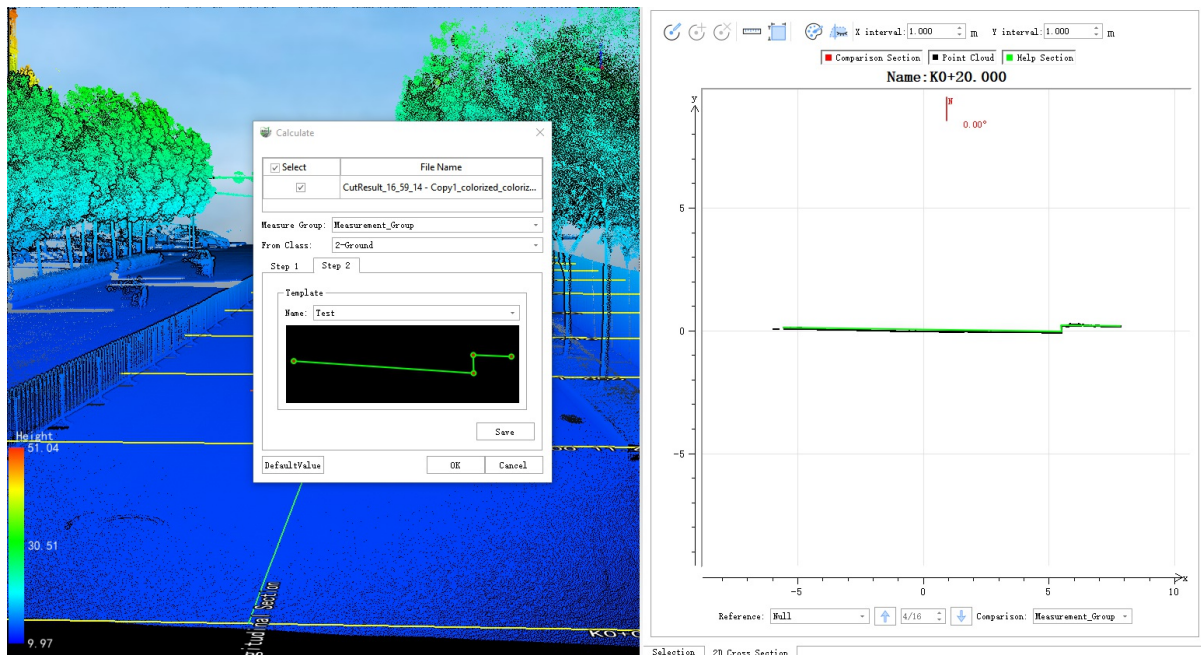 Calculate
Select File Name
CutResult_16_59_14 - Copy1_colorized_coloriz...
Measure Group: Measurement_Group
From Class: 2-Ground
Step 1 Step 2
Template
Name: Test
Save
DefaultValue OK Cancel
Height
51.04
30.51
9.97
Section
X interval: 1.000 m Y interval: 1.000 m
Comparison Section Point Cloud Help Section
Name:K0+20.000
y
N
0.00°
5
0
-5
x
-5 0 5 10
Reference: Null 4/16 Comparison: Measurement_Group
Selection 2D Cross Section